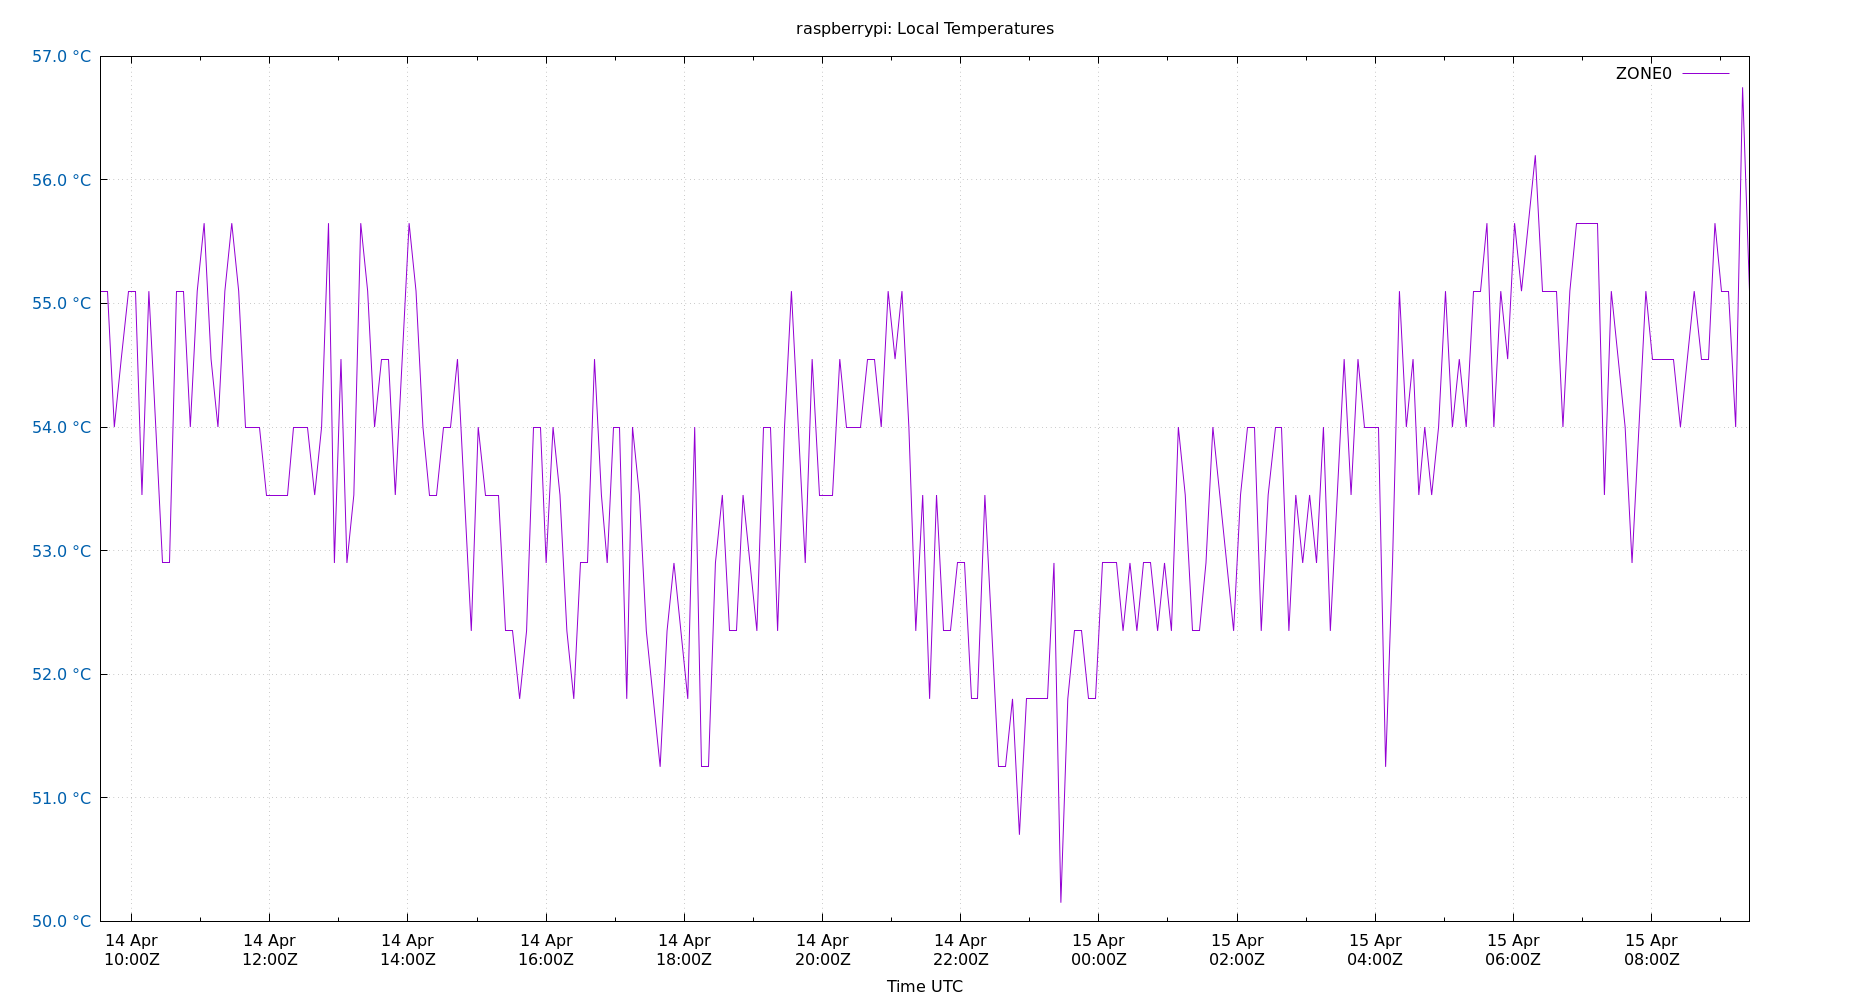 raspberrypi: Local Temperatures
57.0 °C
ZONE0
56.0 °C
55.0 °C
54.0 °C
53.0 °C
52.0 °C
51.0 °C
50.0 °C
14 Apr 14 Apr 14 Apr 14 Apr 14 Apr 14 Apr 14 Apr 15 Apr 15 Apr 15 Apr 15 Apr 15 Apr
10:00Z 12:00Z 14:00Z 16:00Z 18:00Z 20:00Z 22:00Z 00:00Z 02:00Z 04:00Z 06:00Z 08:00Z
Time UTC